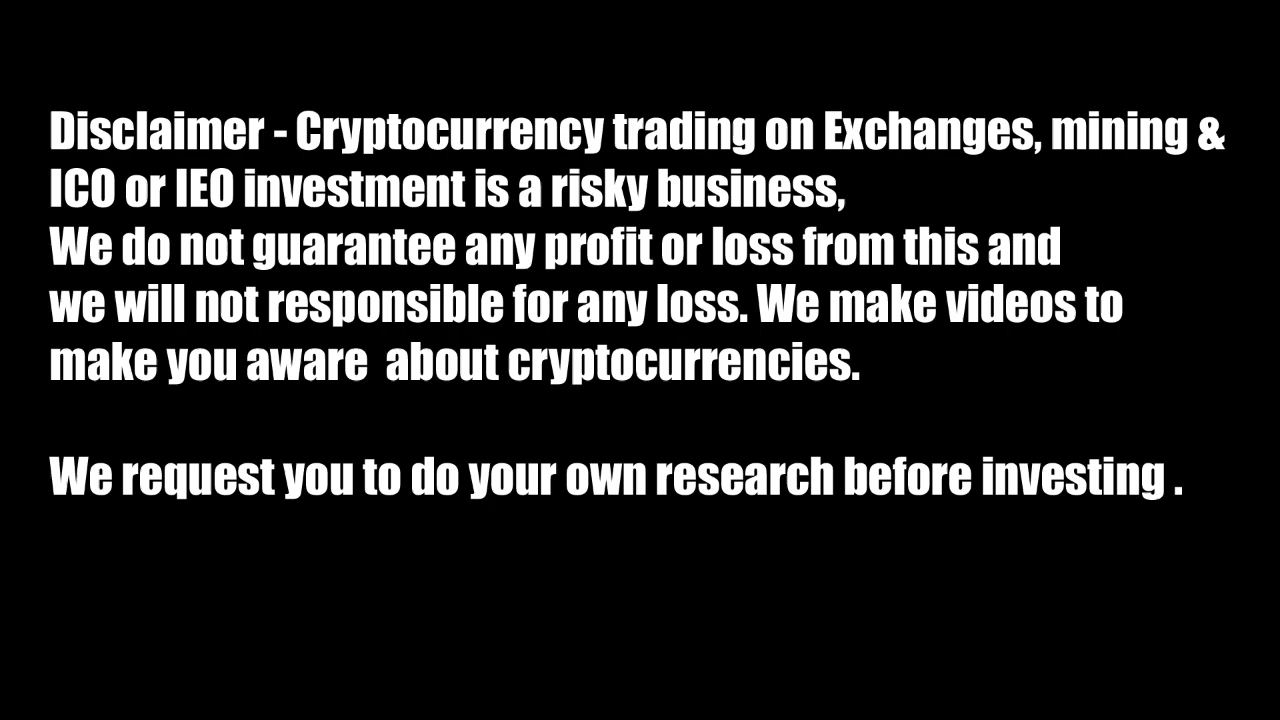 Disclaimer - Cryptocurrency trading on Exchanges, mining &
ICO or IEO investment is a risky business,
We do not guarantee any profit or loss from this and
we will not responsible for any loss. We make videos to
make you aware  about cryptocurrencies.
We request you to do your own research before investing .